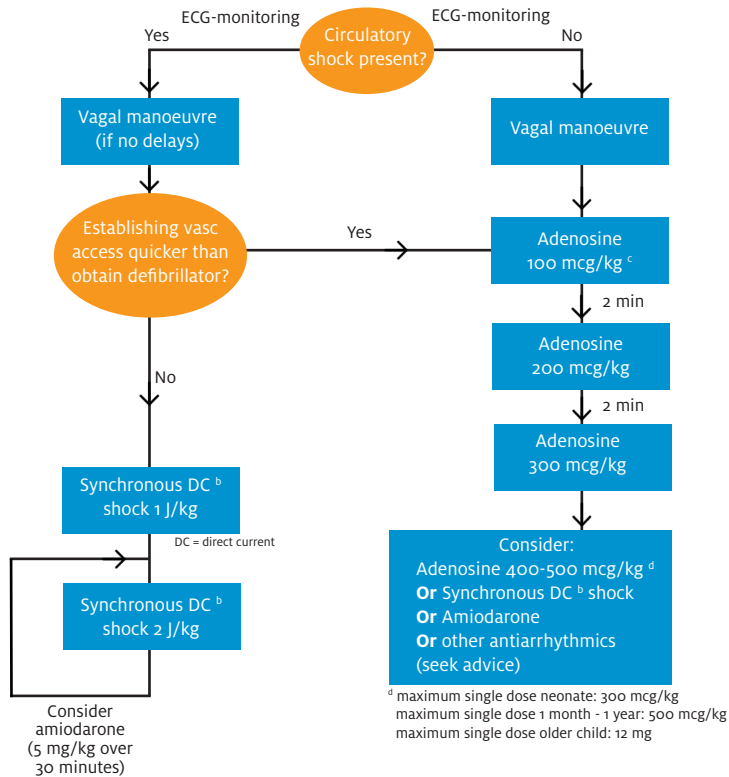 ECG-monitoring
ECG-monitoring
Yes
Circulatory
shock present?
No
Vagal manoeuvre
(if no delays)
Vagal manoeuvre
Establishing vasc
access quicker than
obtain defibrillator?
Yes
Adenosine
100 mcg/kg c
2 min
Adenosine
200 mcg/kg
No
2 min
Adenosine
300 mcg/kg
Synchronous DC b
shock 1 J/kg
DC = direct current
Synchronous DC b
shock 2 J/kg
Consider
amiodarone
(5 mg/kg over
30 minutes)
Consider:
Adenosine 400-500 mcg/kg d
Or Synchronous DC b shock
Or Amiodarone
Or other antiarrhythmics
(seek advice)
d maximum single dose neonate: 300 mcg/kg
maximum single dose 1 month - 1 year: 500 mcg/kg
maximum single dose older child: 12 mg